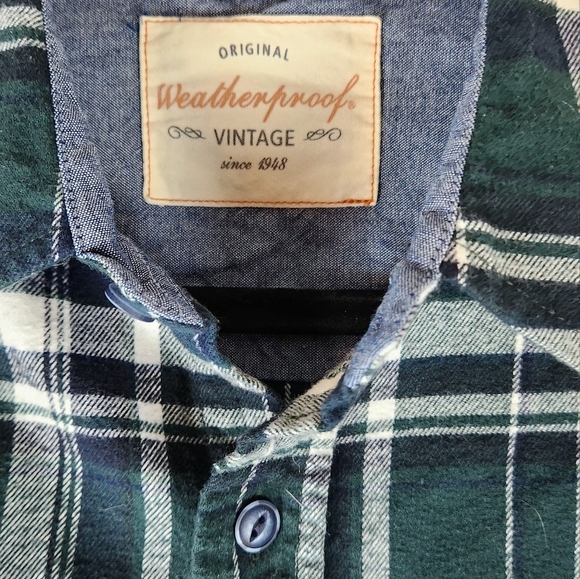 ORIGINAL
Weatherproof®
VINTAGE
since 1948